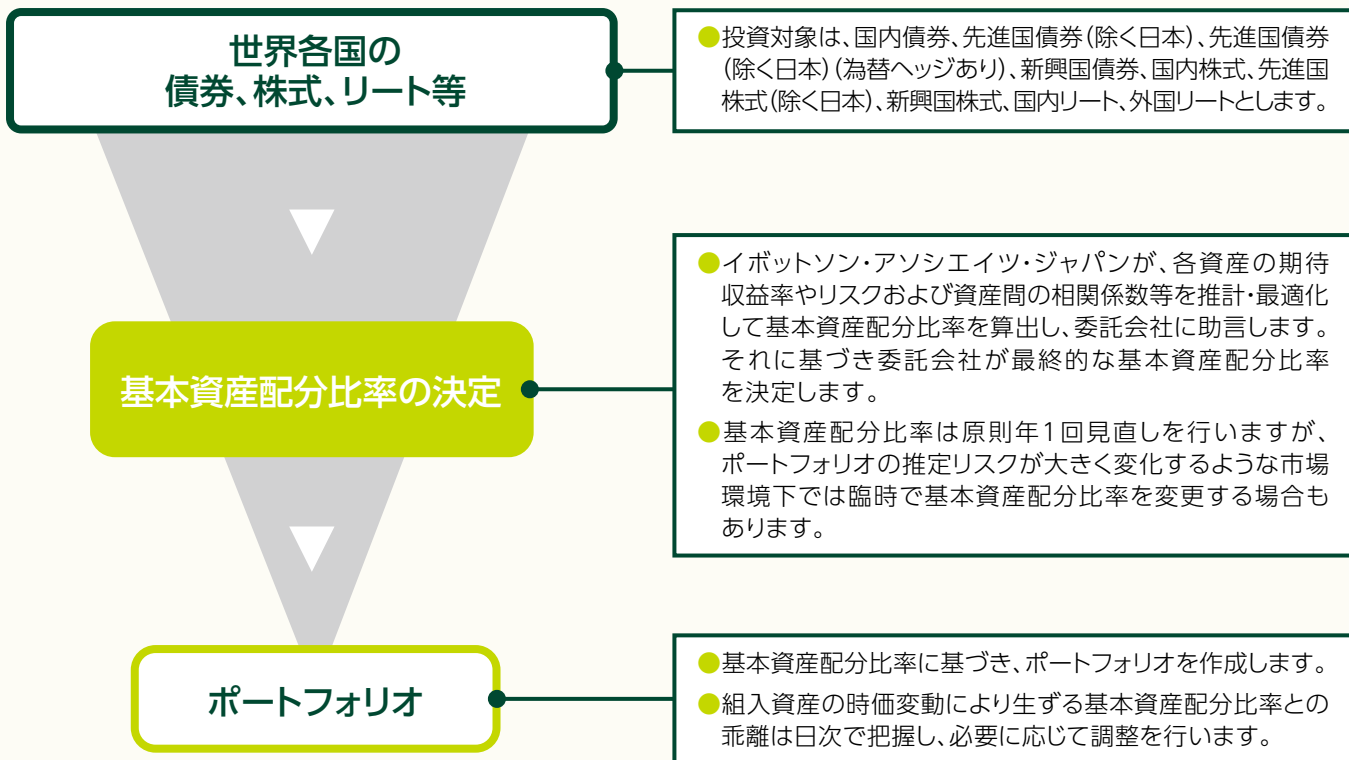 世界各国の
債券、株式、リート等
●投資対象は、国内債券、先進国債券(除く日本)、先進国債券
(除く日本)(為替ヘッジあり)、新興国債券、国内株式、先進国
株式(除く日本)、新興国株式、国内リート、外国リートとします。
基本資産配分比率の決定
●イボットソン・アソシエイツ・ジャパンが、各資産の期待
収益率やリスクおよび資産間の相関係数等を推計・最適化
して基本資産配分比率を算出し、委託会社に助言します。
それに基づき委託会社が最終的な基本資産配分比率
を決定します。
●基本資産配分比率は原則年1回見直しを行いますが、
ポートフォリオの推定リスクが大きく変化するような市場
環境下では臨時で基本資産配分比率を変更する場合も
あります。
ポートフォリオ
●基本資産配分比率に基づき、ポートフォリオを作成します。
●組入資産の時価変動により生ずる基本資産配分比率との
乖離は日次で把握し、必要に応じて調整を行います。